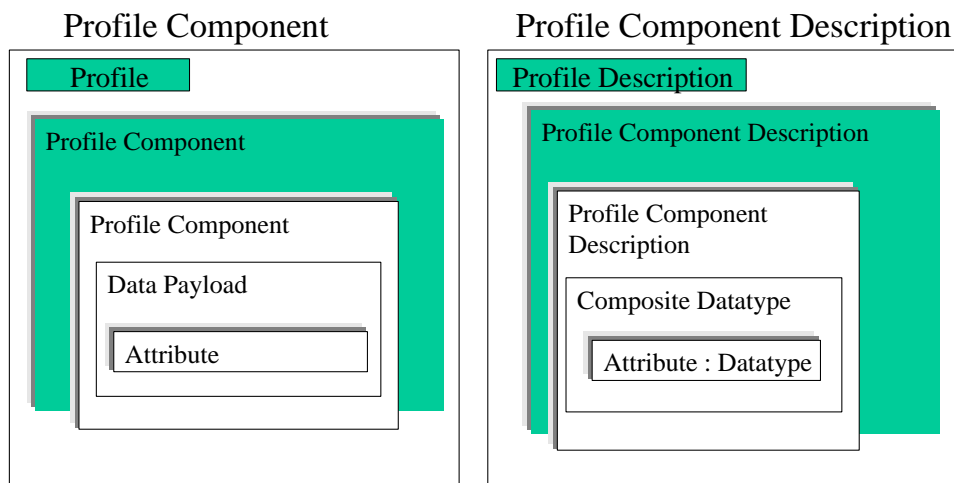 Profile Component
Profile
Profile Component
Profile Component
Data Payload
Attribute
Profile Component Description
Profile Description
Profile Component Description
Profile Component
Description
Composite Datatype
Attribute : Datatype